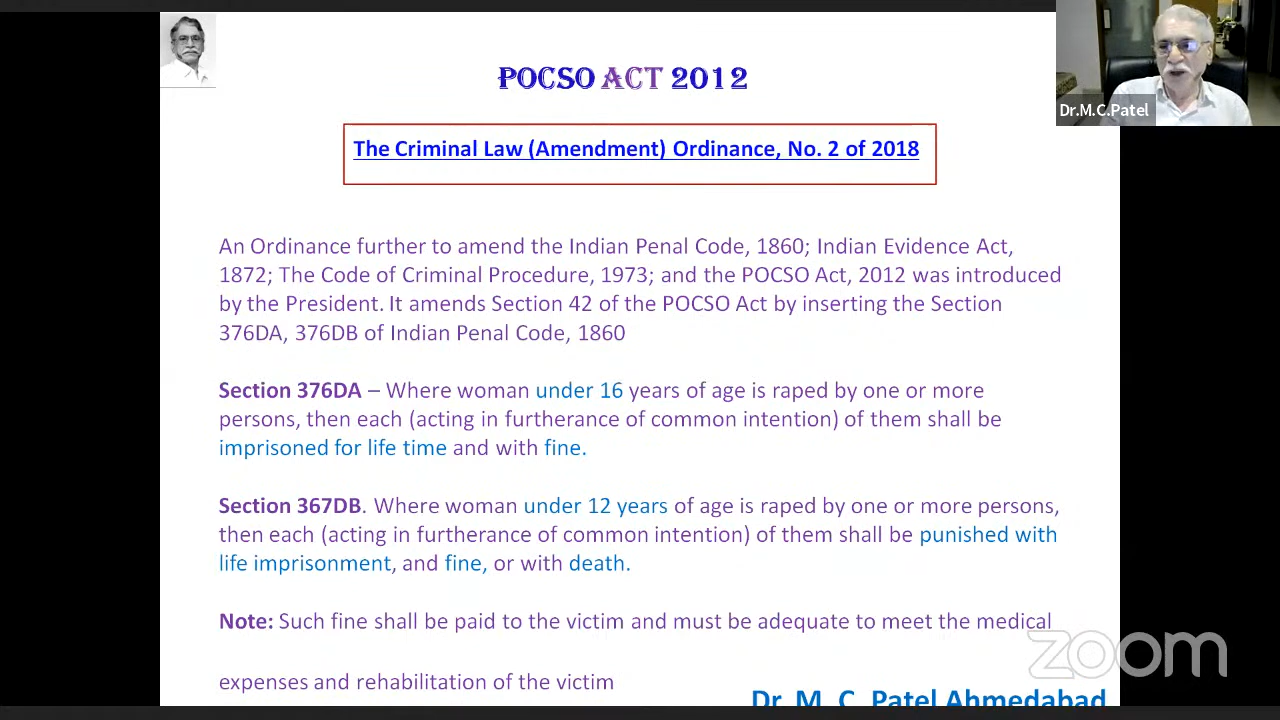 POCSO ACT 2012
Dr.M.C.Patel
The Criminal Law (Amendment) Ordinance, No. 2 of 2018
An Ordinance further to amend the Indian Penal Code, 1860; Indian Evidence Act,
1872; The Code of Criminal Procedure, 1973; and the POCSO Act, 2012 was introduced
by the President. It amends Section 42 of the POCSO Act by inserting the Section
376DA, 376DB of Indian Penal Code, 1860
Section 376DA – Where woman under 16 years of age is raped by one or more
persons, then each (acting in furtherance of common intention) of them shall be
imprisoned for life time and with fine.
Section 367DB. Where woman under 12 years of age is raped by one or more persons,
then each (acting in furtherance of common intention) of them shall be punished with
life imprisonment, and fine, or with death.
Note: Such fine shall be paid to the victim and must be adequate to meet the medical
expenses and rehabilitation of the victim
zoom
Dr. M. C. Patel Ahmedabad